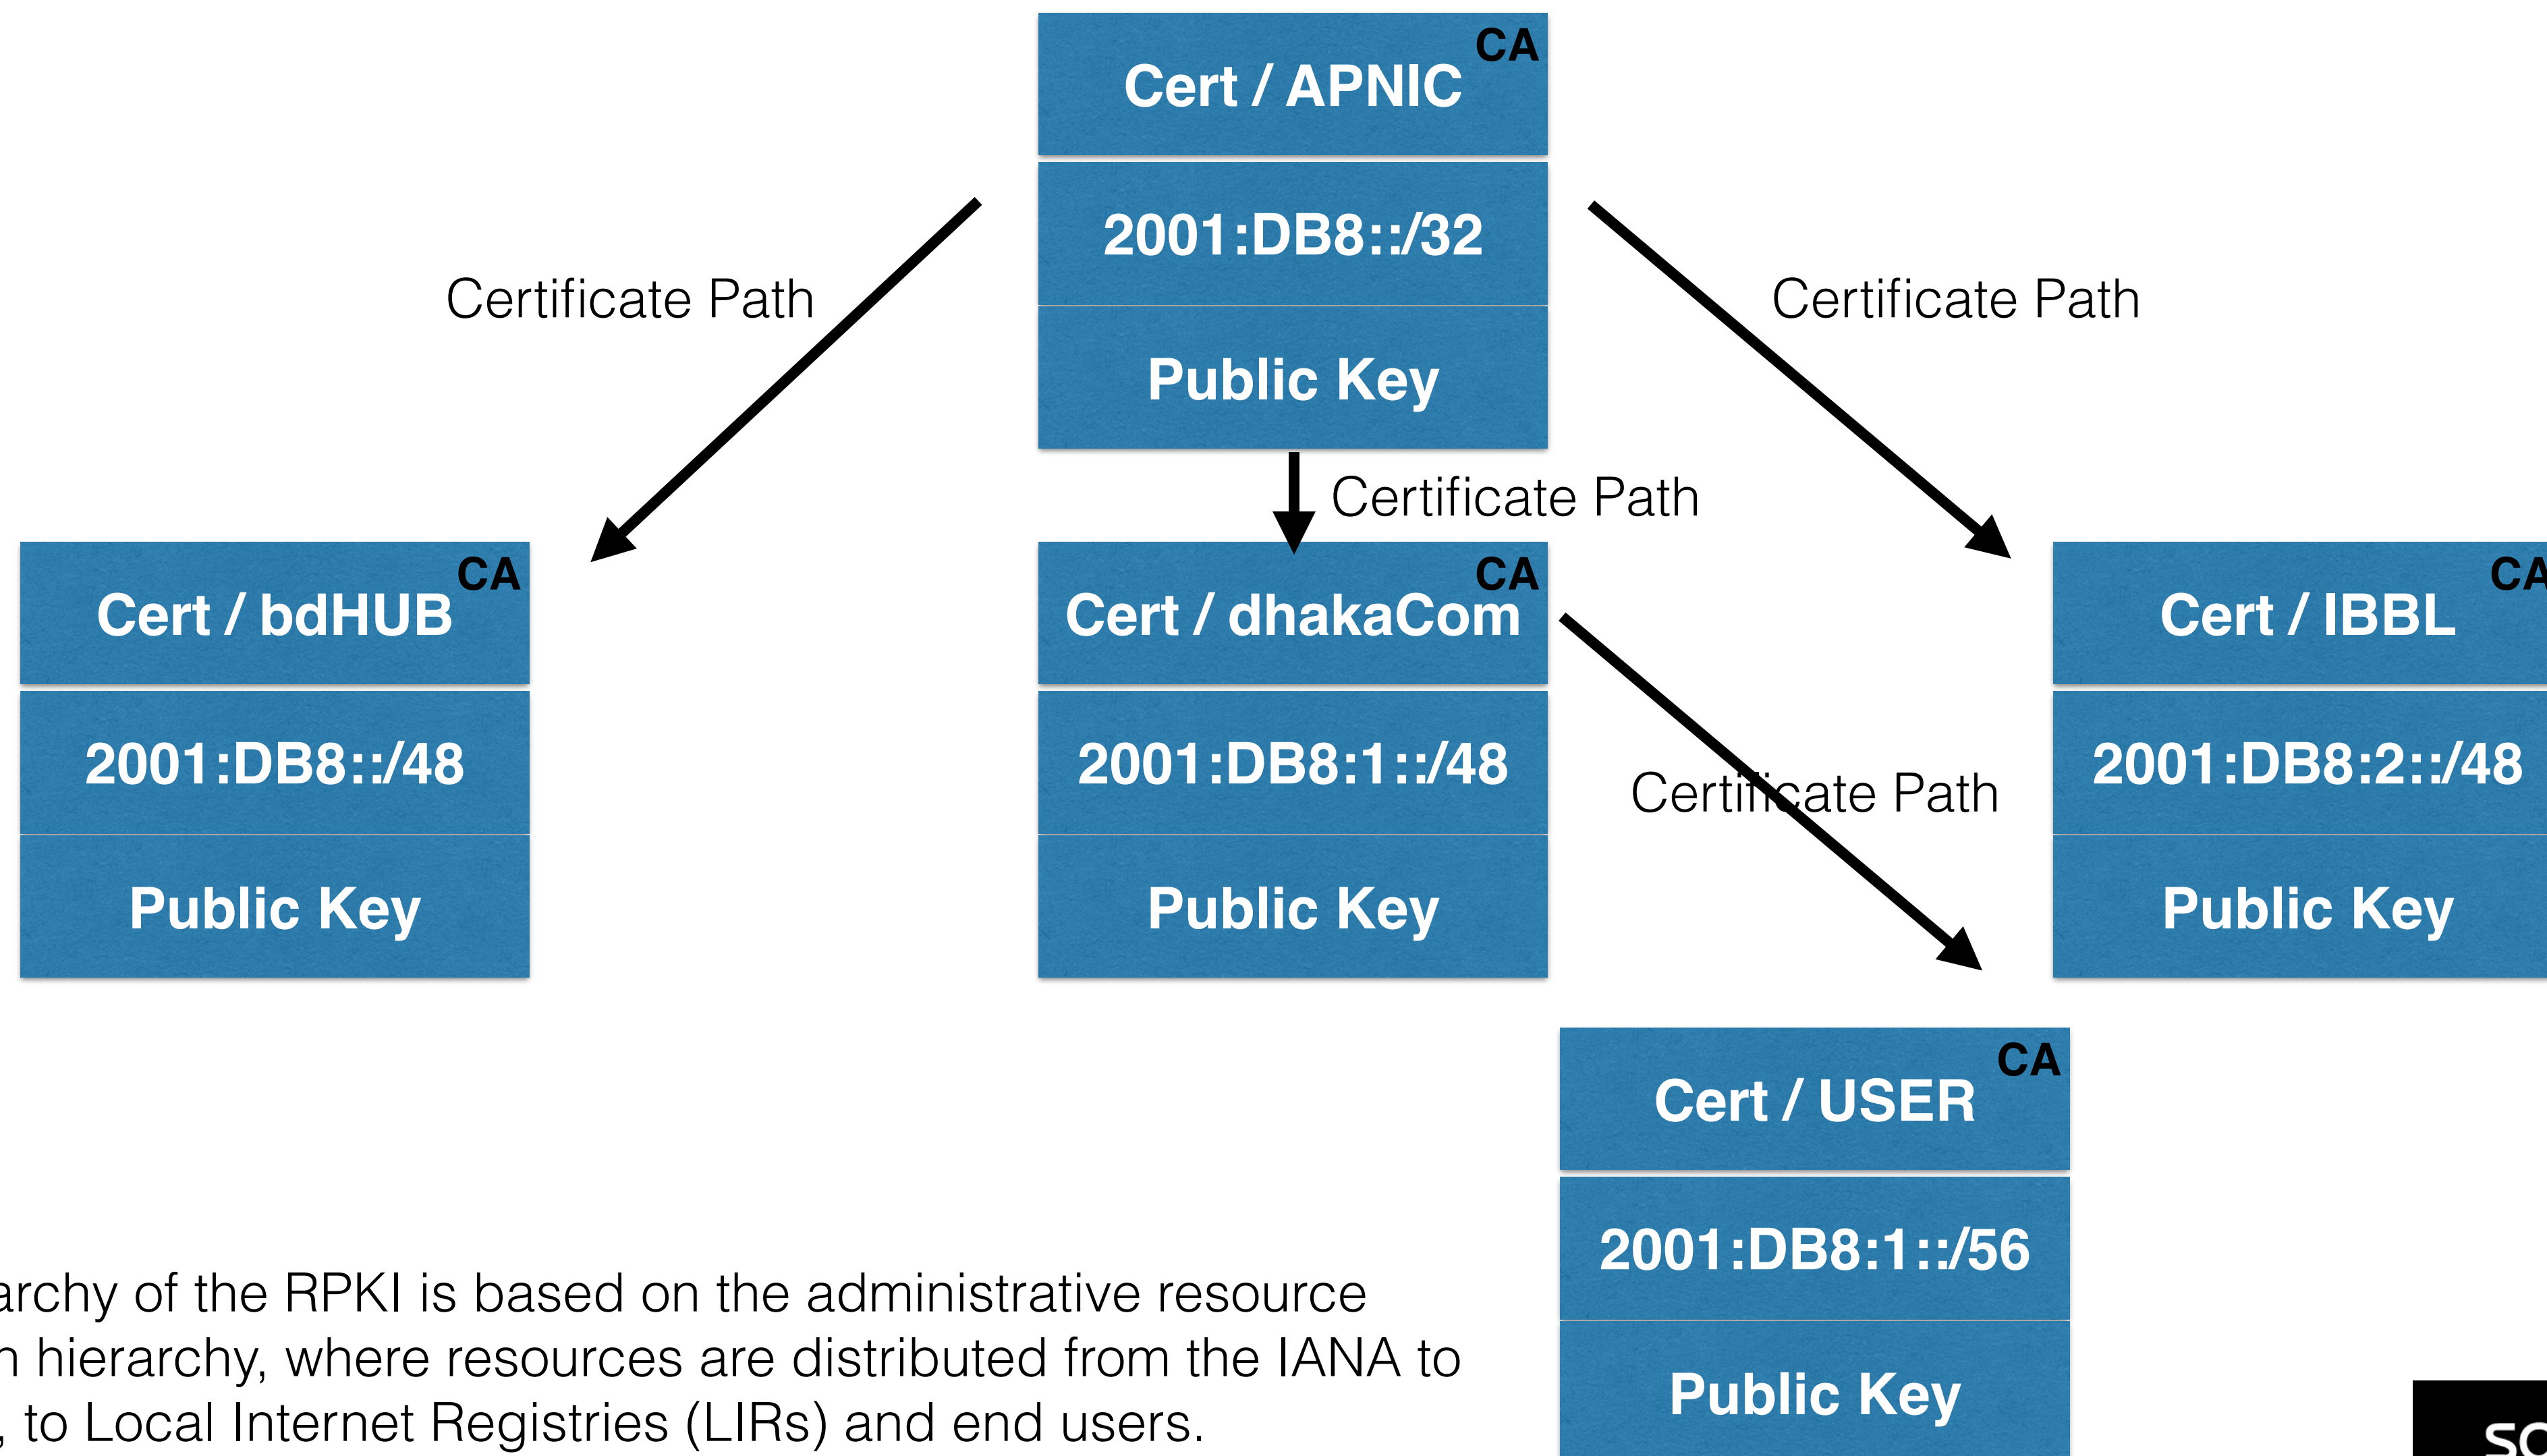 CA
Cert / APNIC
2001:DB8::/32
Public Key
Certificate Path
Certificate Path
Certificate Path
CA
Cert / bdHUB
2001:DB8::/48
Public Key
CA
Cert / dhakaCom
2001:DB8:1::/48
Public Key
CA
Cert / IBBL
2001:DB8:2::/48
Public Key
Certificate Path
CA
Cert / USER
2001:DB8:1::/56
Public Key
archy of the RPKI is based on the administrative resource
n hierarchy, where resources are distributed from the IANA to
, to Local Internet Registries (LIRs) and end users.